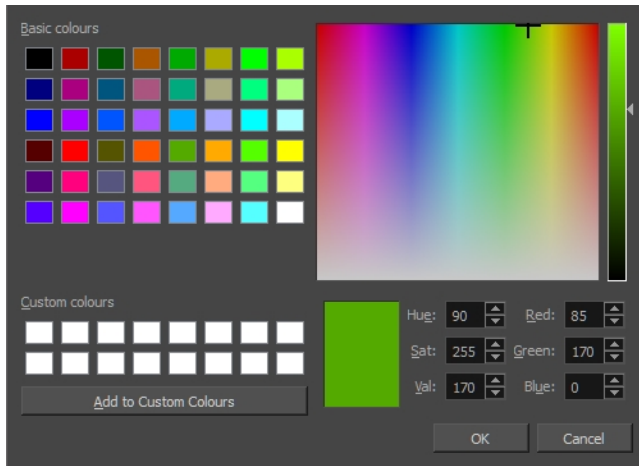 Basic colours
Custom colours
Add to Custom Colours
Hue: 90 Red: 85
Sat: 255 Green: 170
Val: 170 Blue: 0
OK Cancel